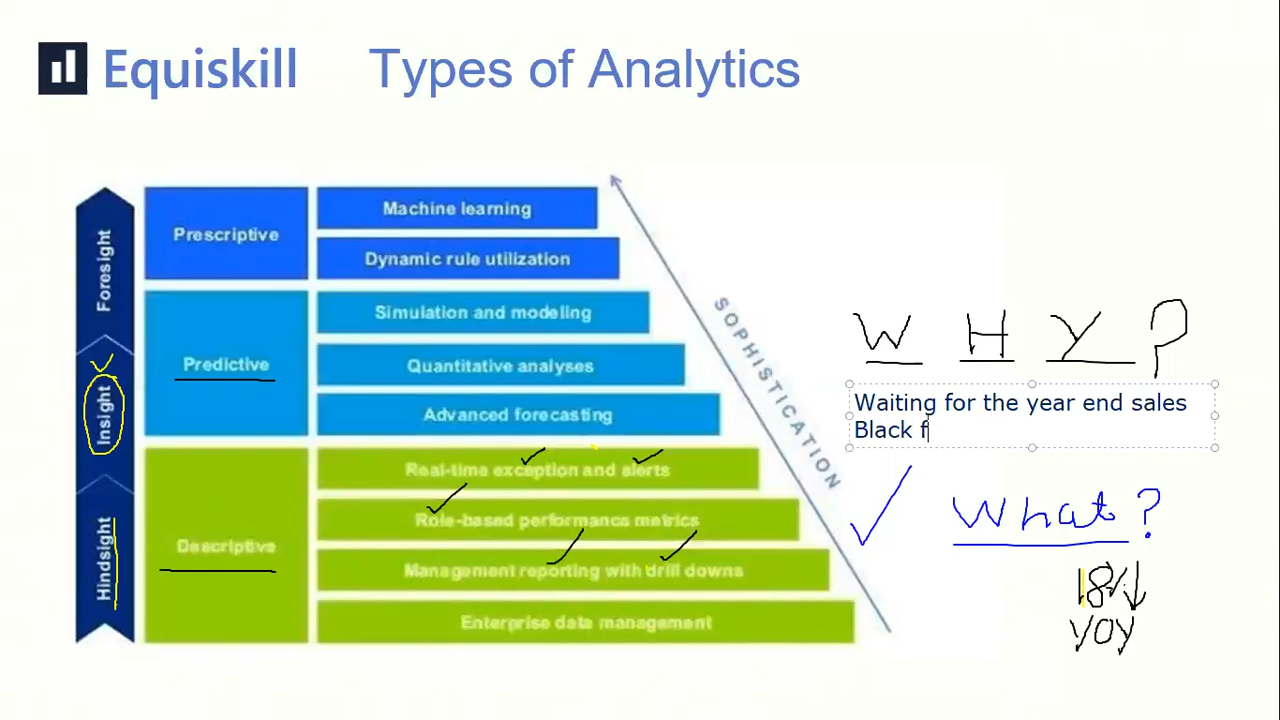 Equiskill
Types of Analytics
Foresight
Insight
Hindsight
Prescriptive
Machine learning
Dynamic rule utilization
Predictive
Simulation and modeling
Quantitative analyses
Advanced forecasting
Descriptive
Real-time exception and alerts
Role-based performance metrics
Management reporting with drill downs
Enterprise data management
SOPHISTICATION
W H Y ?
Waiting for the year end sales
Black f
What?
18%↓
YOY